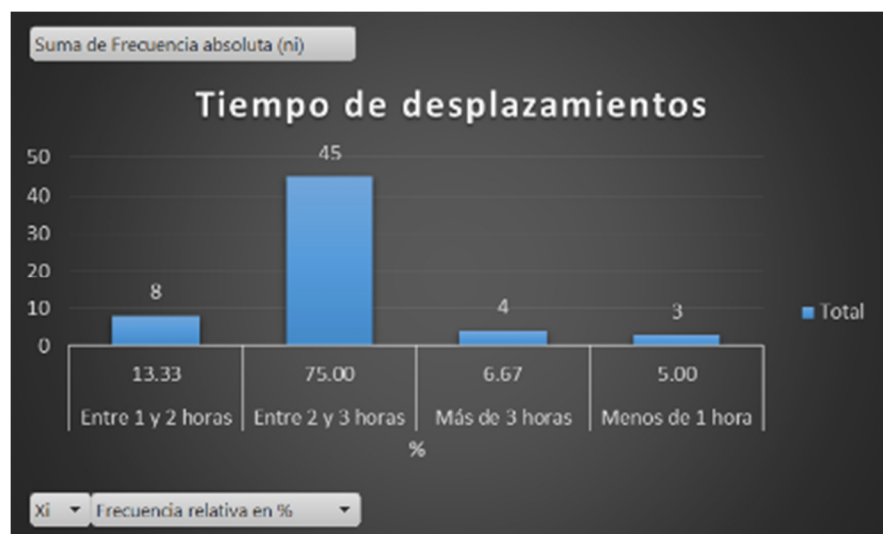 Suma de Frecuencia absoluta (ni)
Tiempo de desplazamientos
50
40
30
20
10
0
8
45
4
3
13.33 75.00 6.67 5.00
Entre 1 y 2 horas Entre 2 y 3 horas Más de 3 horas Menos de 1 hora
%
Total
Xi Frecuencia relativa en %